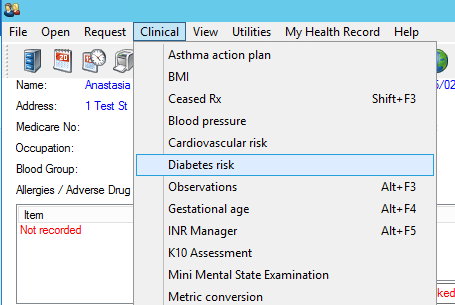 File Open Request Clinical View Utilities My Health Record Help
Name: Anastasia
Address: 1 Test St
Medicare No:
Occupation:
Blood Group:
Allergies / Adverse Drug
Item
Not recorded
Asthma action plan
BMI
Ceased Rx Shift+F3
Blood pressure
Cardiovascular risk
Diabetes risk
Observations Alt+F3
Gestational age Alt+F4
INR Manager Alt+F5
K10 Assessment
Mini Mental State Examination
Metric conversion